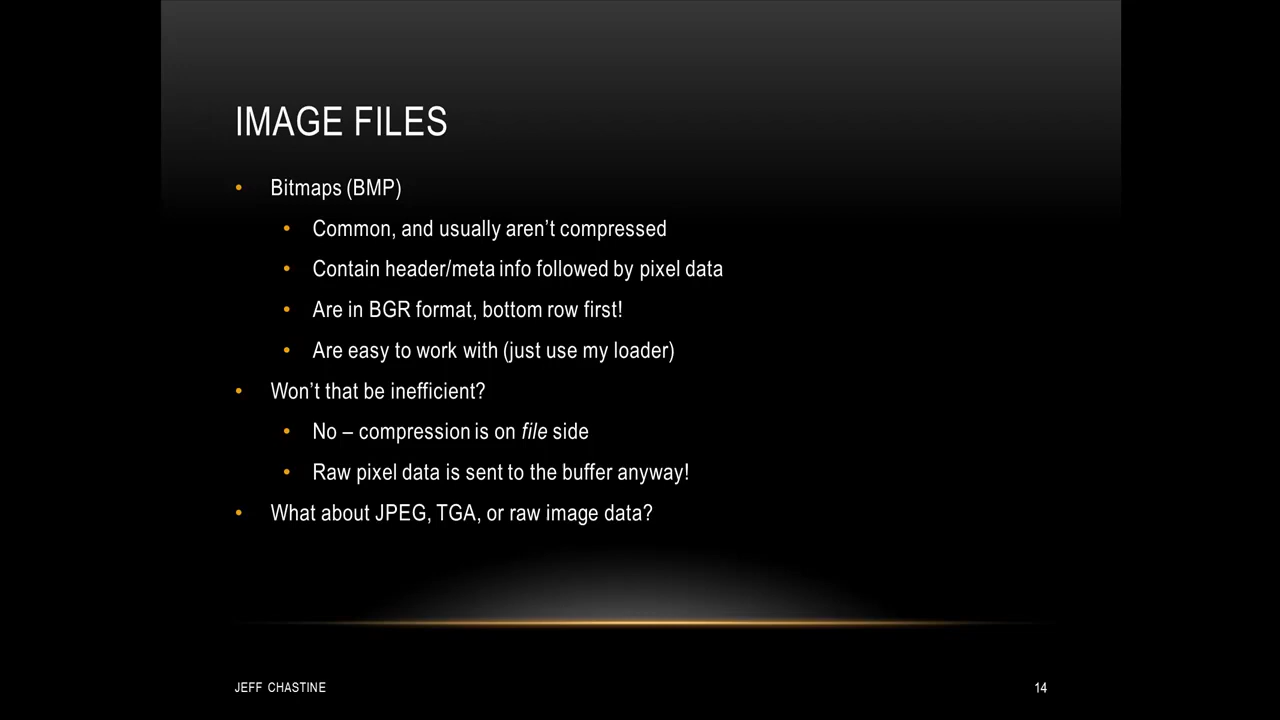 IMAGE FILES
• Bitmaps (BMP)
• Common, and usually aren’t compressed
• Contain header/meta info followed by pixel data
• Are in BGR format, bottom row first!
• Are easy to work with (just use my loader)
• Won’t that be inefficient?
• No – compression is on file side
• Raw pixel data is sent to the buffer anyway!
• What about JPEG, TGA, or raw image data?
JEFF CHASTINE
14